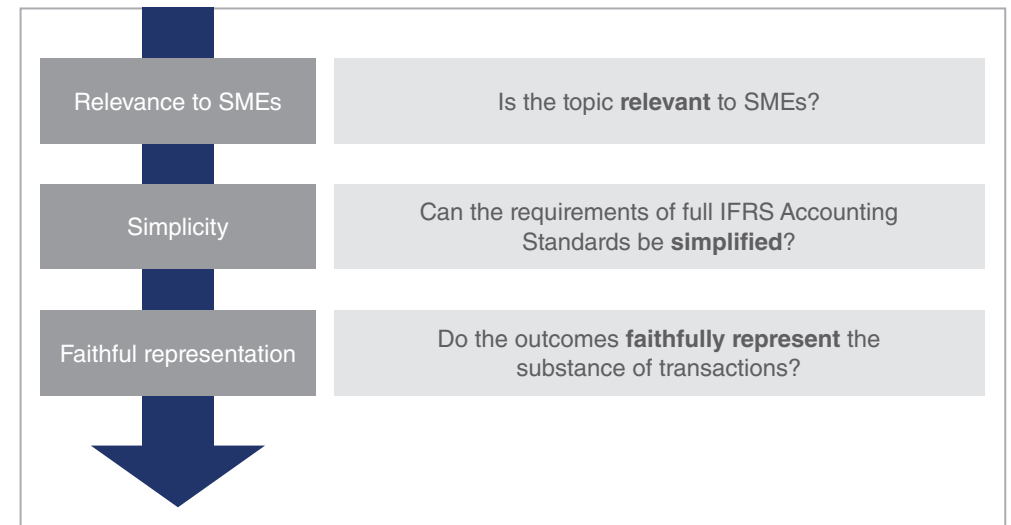 Relevance to SMEs
Is the topic relevant to SMEs?
Simplicity
Can the requirements of full IFRS Accounting
Standards be simplified?
Faithful representation
Do the outcomes faithfully represent the
substance of transactions?